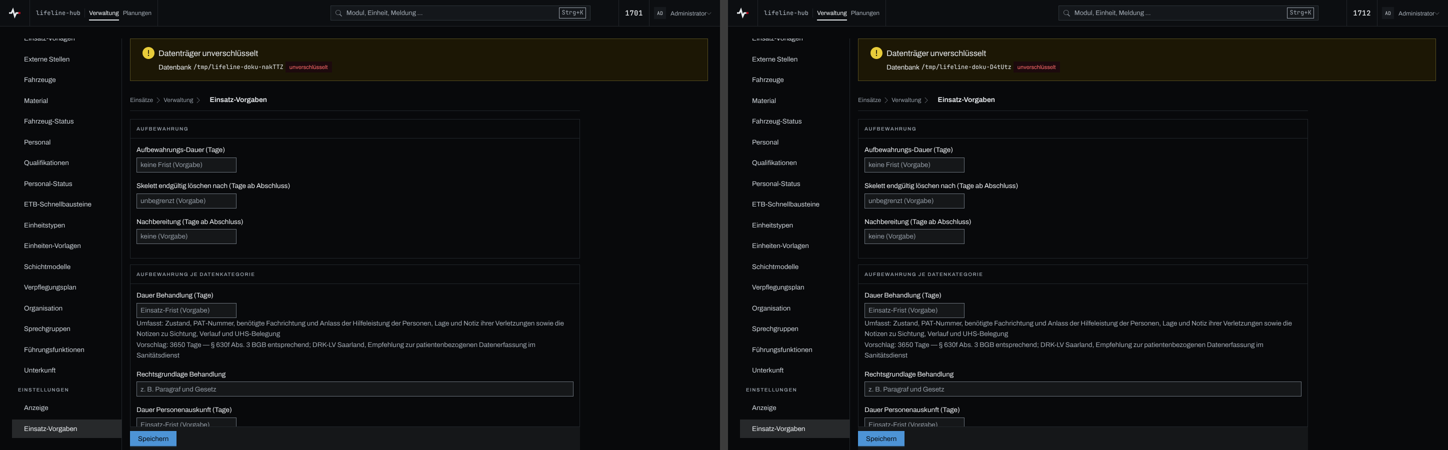 lifeline-hub Verwaltung Planungen Modul, Einheit, Meldung ... Strg+K 1701 AD Administrator
Einsatz-Vorlagen
Externe Stellen
Fahrzeuge
Material
Fahrzeug-Status
Personal
Qualifikationen
Personal-Status
ETB-Schnellbausteine
Einheitstypen
Einheiten-Vorlagen
Schichtmodelle
Verpflegungsplan
Organisation
Sprechgruppen
Führungsfunktionen
Unterkunft
EINSTELLUNGEN
Anzeige
Einsatz-Vorgaben
Datenträger unverschlüsselt
Datenbank /tmp/lifeline-doku-nakTTZ unverschlüsselt
Einsätze Verwaltung Einsatz-Vorgaben
AUFBEWAHRUNG
Aufbewahrungs-Dauer (Tage)
keine Frist (Vorgabe)
Skelett endgültig löschen nach (Tage ab Abschluss)
unbegrenzt (Vorgabe)
Nachbereitung (Tage ab Abschluss)
keine (Vorgabe)
AUFBEWAHRUNG JE DATENKATEGORIE
Dauer Behandlung (Tage)
Einsatz-Frist (Vorgabe)
Umfasst: Zustand, PAT-Nummer, benötigte Fachrichtung und Anlass der Hilfeleistung der Personen, Lage und Notiz ihrer Verletzungen sowie die
Notizen zu Sichtung, Verlauf und UHS-Belegung
Vorschlag: 3650 Tage — § 630f Abs. 3 BGB entsprechend; DRK-LV Saarland, Empfehlung zur patientenbezogenen Datenerfassung im
Sanitätsdienst
Rechtsgrundlage Behandlung
z. B. Paragraf und Gesetz
Dauer Personenauskunft (Tage)
Einsatz-Frist (Vorgabe)
Speichern
lifeline-hub Verwaltung Planungen Modul, Einheit, Meldung ... Strg+K 1712 AD Administrator
Einsatz-Vorlagen
Externe Stellen
Fahrzeuge
Material
Fahrzeug-Status
Personal
Qualifikationen
Personal-Status
ETB-Schnellbausteine
Einheitstypen
Einheiten-Vorlagen
Schichtmodelle
Verpflegungsplan
Organisation
Sprechgruppen
Führungsfunktionen
Unterkunft
EINSTELLUNGEN
Anzeige
Einsatz-Vorgaben
Datenträger unverschlüsselt
Datenbank /tmp/lifeline-doku-O4tUtz unverschlüsselt
Einsätze Verwaltung Einsatz-Vorgaben
AUFBEWAHRUNG
Aufbewahrungs-Dauer (Tage)
keine Frist (Vorgabe)
Skelett endgültig löschen nach (Tage ab Abschluss)
unbegrenzt (Vorgabe)
Nachbereitung (Tage ab Abschluss)
keine (Vorgabe)
AUFBEWAHRUNG JE DATENKATEGORIE
Dauer Behandlung (Tage)
Einsatz-Frist (Vorgabe)
Umfasst: Zustand, PAT-Nummer, benötigte Fachrichtung und Anlass der Hilfeleistung der Personen, Lage und Notiz ihrer Verletzungen sowie die
Notizen zu Sichtung, Verlauf und UHS-Belegung
Vorschlag: 3650 Tage — § 630f Abs. 3 BGB entsprechend; DRK-LV Saarland, Empfehlung zur patientenbezogenen Datenerfassung im
Sanitätsdienst
Rechtsgrundlage Behandlung
z. B. Paragraf und Gesetz
Dauer Personenauskunft (Tage)
Einsatz-Frist (Vorgabe)
Speichern